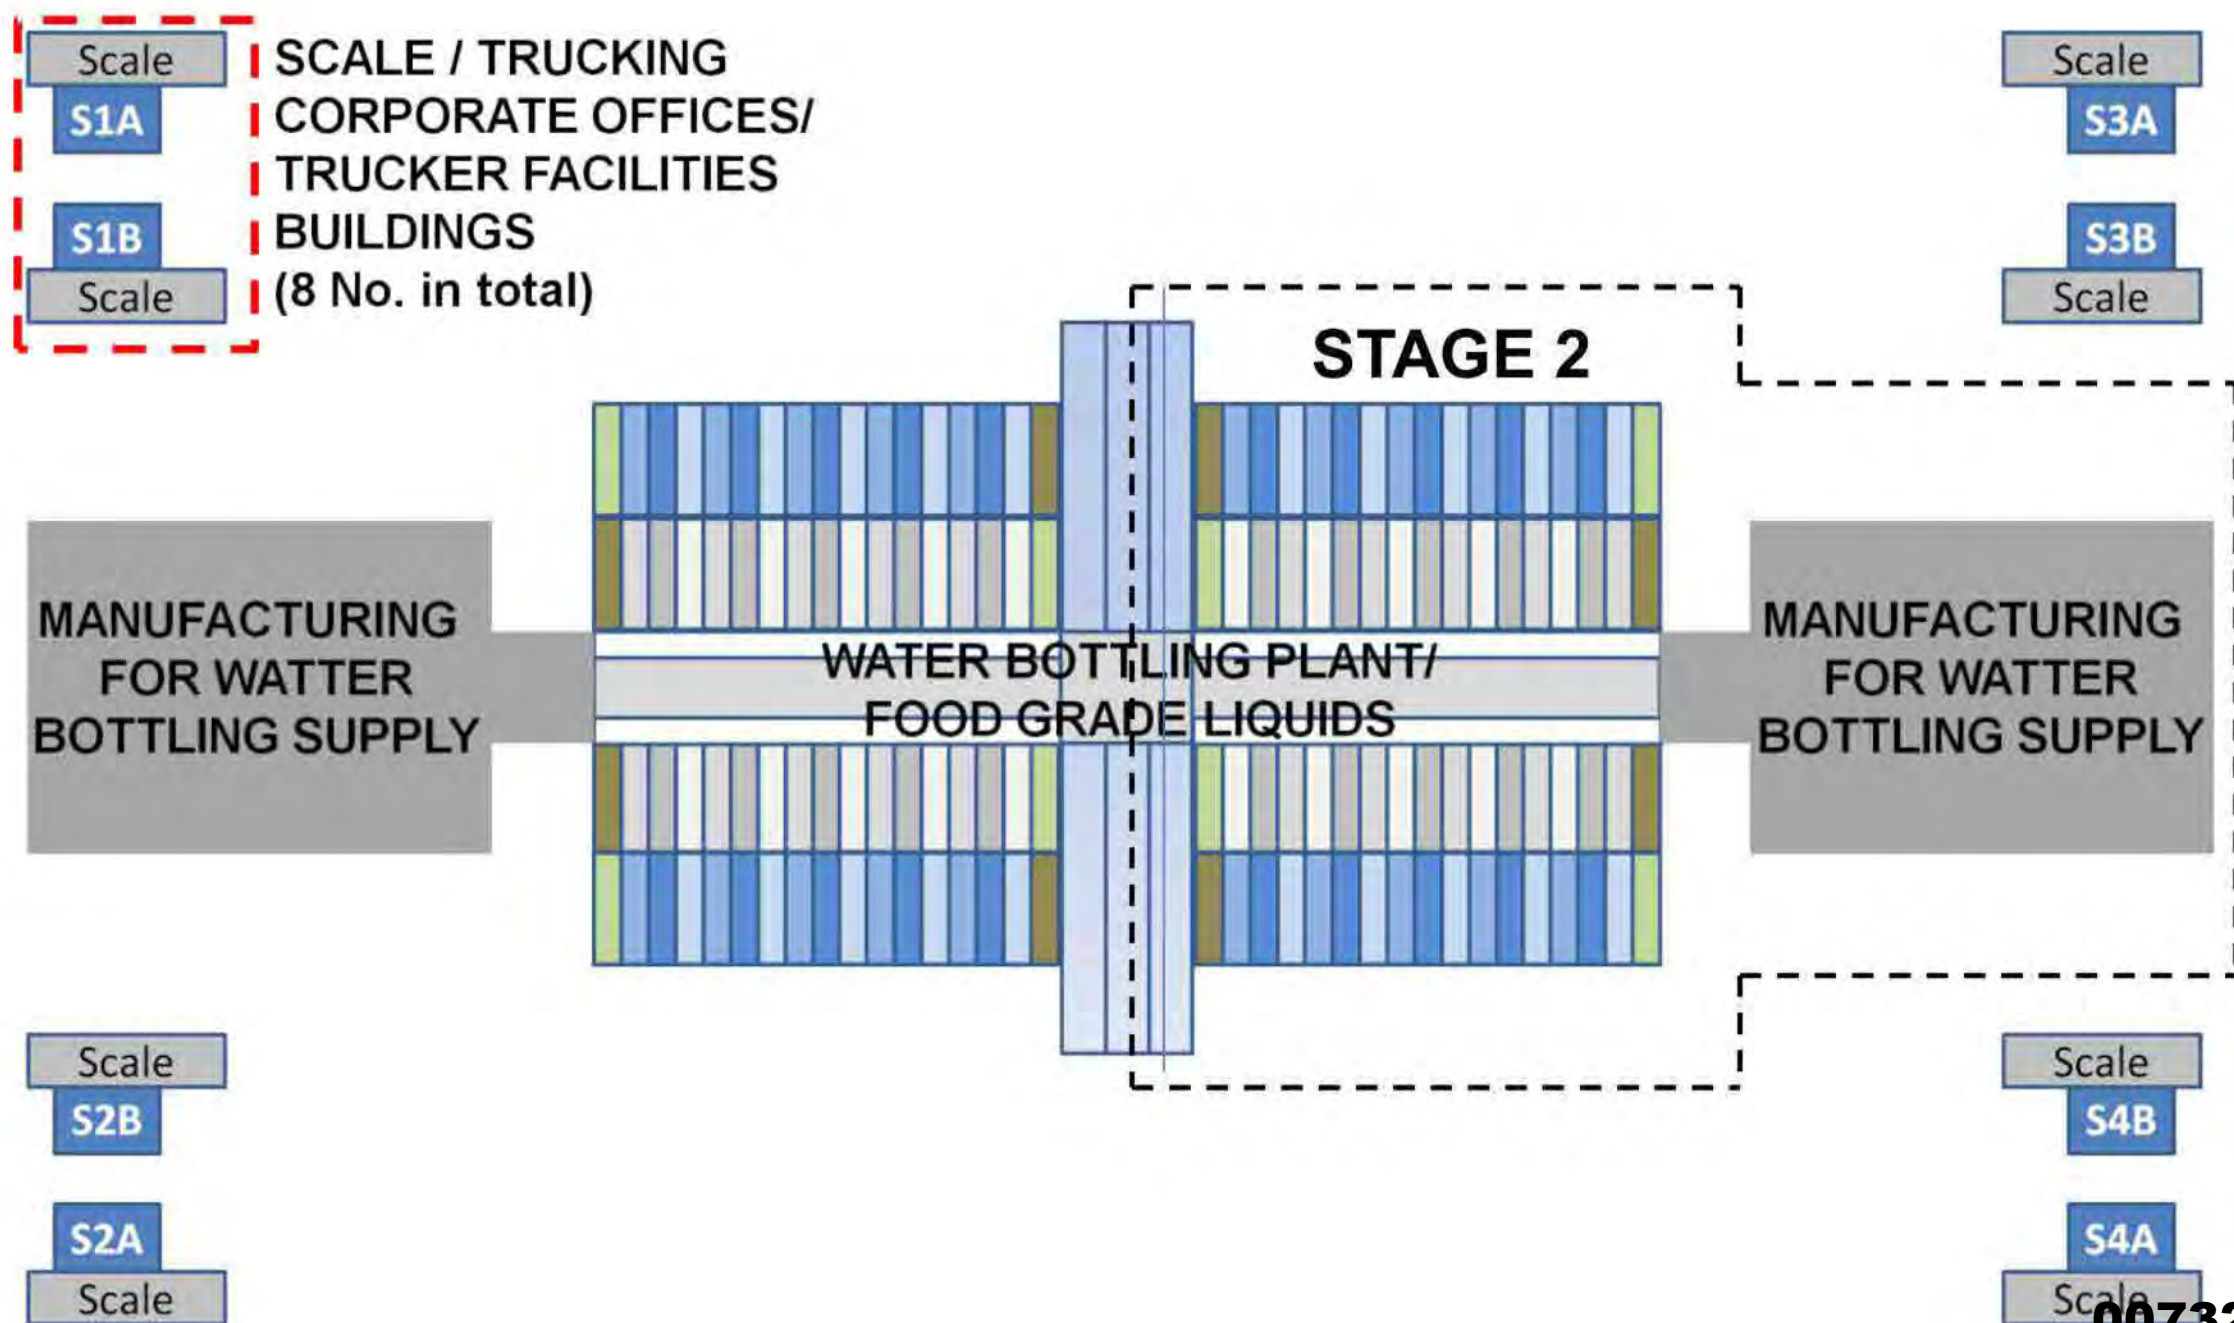 Scale
S1A
S1B
Scale
SCALE / TRUCKING
CORPORATE OFFICES/
TRUCKER FACILITIES
BUILDINGS
(8 No. in total)
Scale
S3A
S3B
Scale
STAGE 2
MANUFACTURING
FOR WATTER
BOTTLING SUPPLY
WATER BOTTLING PLANT/
FOOD GRADE LIQUIDS
MANUFACTURING
FOR WATTER
BOTTLING SUPPLY
Scale
S2B
S2A
Scale
Scale
S4B
S4A
Scale